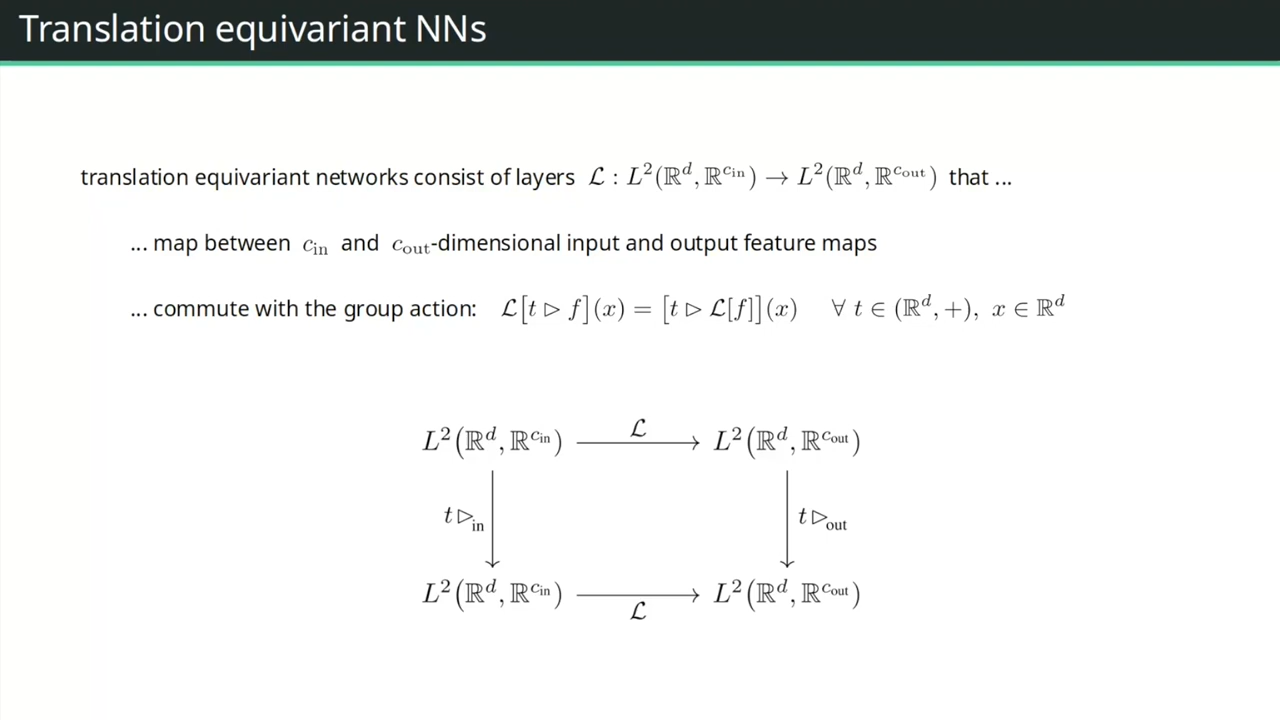 Translation equivariant NNs
translation equivariant networks consist of layers ℒ : L²(ℝᵈ, ℝ^{c_in}) → L²(ℝᵈ, ℝ^{c_out}) that ...
... map between c_in and c_out-dimensional input and output feature maps
... commute with the group action: ℒ[t ▷ f](x) = [t ▷ ℒ[f]](x) ∀ t ∈ (ℝᵈ, +), x ∈ ℝᵈ
ℒ
L²(ℝᵈ, ℝ^{c_in}) ⟶ L²(ℝᵈ, ℝ^{c_out})
t ▷_in t ▷_out
L²(ℝᵈ, ℝ^{c_in}) ⟶ L²(ℝᵈ, ℝ^{c_out})
ℒ